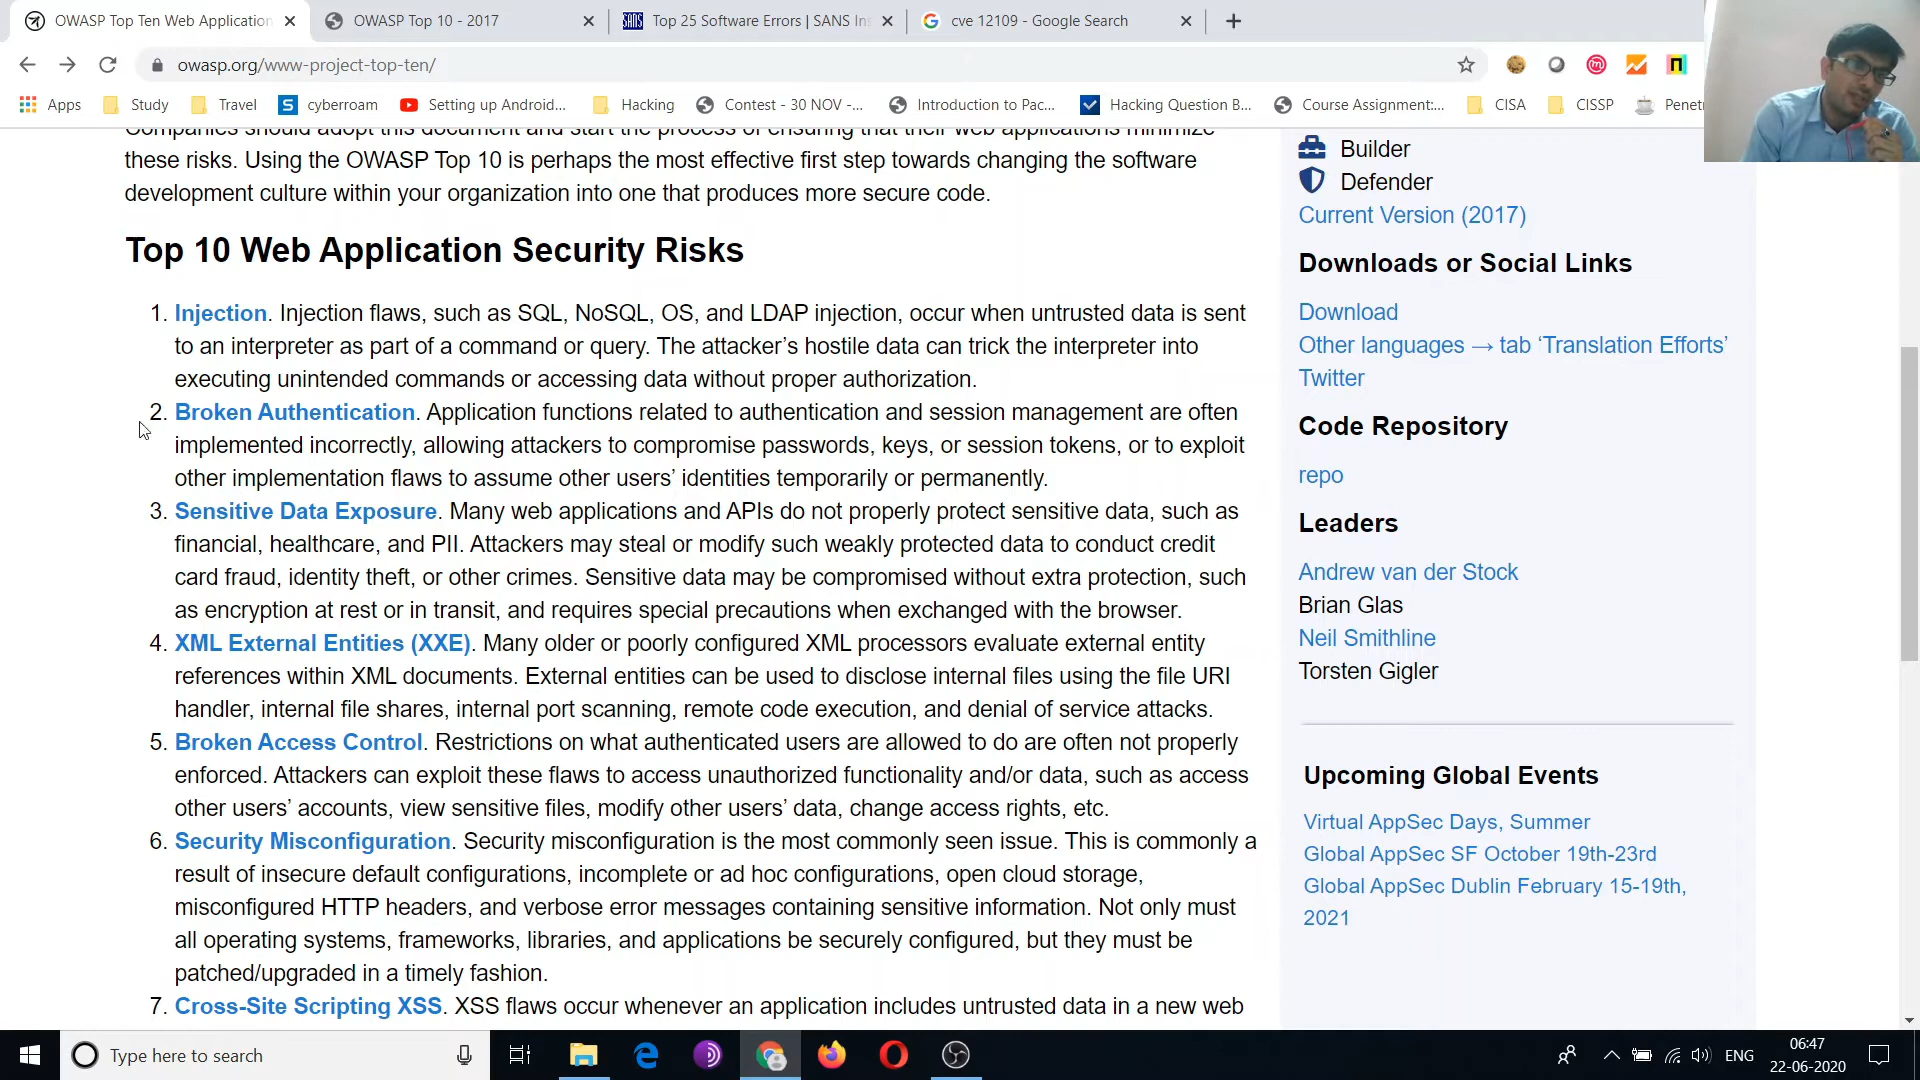 OWASP Top Ten Web Application
OWASP Top 10 - 2017
Top 25 Software Errors | SANS Ins
cve 12109 - Google Search
owasp.org/www-project-top-ten/
Apps
Study
Travel
cyberroam
Setting up Android...
Hacking
Contest - 30 NOV -...
Introduction to Pac...
Hacking Question B...
Course Assignment:...
CISA
CISSP
Penet
Companies should adopt this document and start the process of ensuring that their web applications minimize
these risks. Using the OWASP Top 10 is perhaps the most effective first step towards changing the software
development culture within your organization into one that produces more secure code.
Top 10 Web Application Security Risks
1. Injection. Injection flaws, such as SQL, NoSQL, OS, and LDAP injection, occur when untrusted data is sent
to an interpreter as part of a command or query. The attacker's hostile data can trick the interpreter into
executing unintended commands or accessing data without proper authorization.
2. Broken Authentication. Application functions related to authentication and session management are often
implemented incorrectly, allowing attackers to compromise passwords, keys, or session tokens, or to exploit
other implementation flaws to assume other users' identities temporarily or permanently.
3. Sensitive Data Exposure. Many web applications and APIs do not properly protect sensitive data, such as
financial, healthcare, and PII. Attackers may steal or modify such weakly protected data to conduct credit
card fraud, identity theft, or other crimes. Sensitive data may be compromised without extra protection, such
as encryption at rest or in transit, and requires special precautions when exchanged with the browser.
4. XML External Entities (XXE). Many older or poorly configured XML processors evaluate external entity
references within XML documents. External entities can be used to disclose internal files using the file URI
handler, internal file shares, internal port scanning, remote code execution, and denial of service attacks.
5. Broken Access Control. Restrictions on what authenticated users are allowed to do are often not properly
enforced. Attackers can exploit these flaws to access unauthorized functionality and/or data, such as access
other users' accounts, view sensitive files, modify other users' data, change access rights, etc.
6. Security Misconfiguration. Security misconfiguration is the most commonly seen issue. This is commonly a
result of insecure default configurations, incomplete or ad hoc configurations, open cloud storage,
misconfigured HTTP headers, and verbose error messages containing sensitive information. Not only must
all operating systems, frameworks, libraries, and applications be securely configured, but they must be
patched/upgraded in a timely fashion.
7. Cross-Site Scripting XSS. XSS flaws occur whenever an application includes untrusted data in a new web
Builder
Defender
Current Version (2017)
Downloads or Social Links
Download
Other languages → tab ‘Translation Efforts’
Twitter
Code Repository
repo
Leaders
Andrew van der Stock
Brian Glas
Neil Smithline
Torsten Gigler
Upcoming Global Events
Virtual AppSec Days, Summer
Global AppSec SF October 19th-23rd
Global AppSec Dublin February 15-19th,
2021
Type here to search
ENG
06:47
22-06-2020